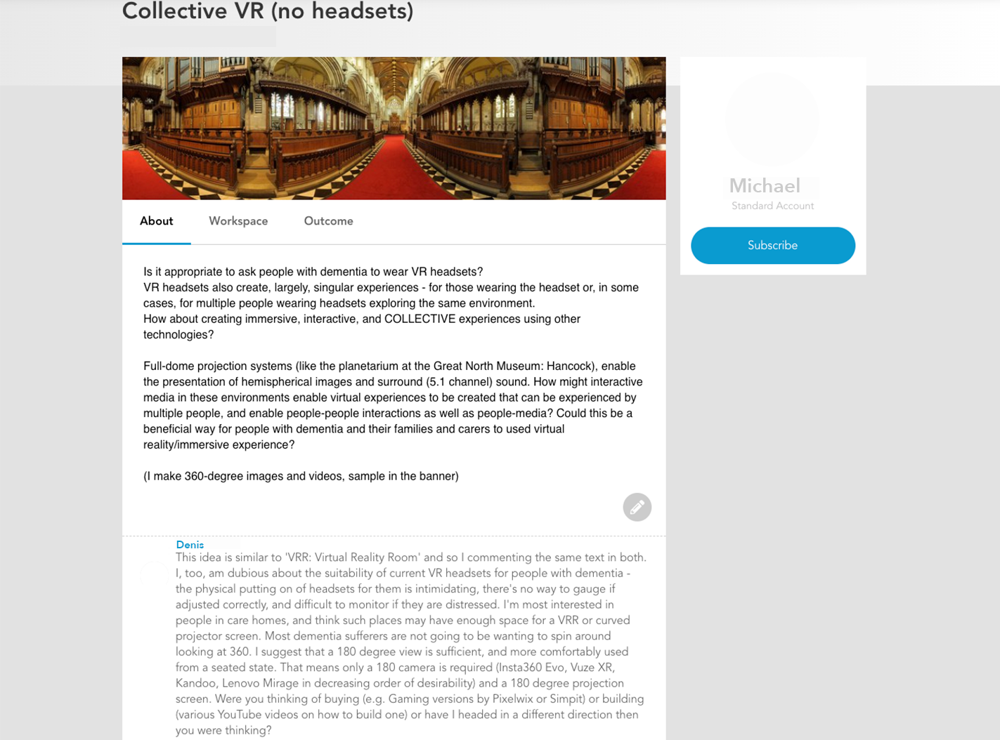 Collective VR (no headsets)
Michael
Standard Account
Subscribe
About Workspace Outcome
Is it appropriate to ask people with dementia to wear VR headsets?
VR headsets also create, largely, singular experiences - for those wearing the headset or, in some
cases, for multiple people wearing headsets exploring the same environment.
How about creating immersive, interactive, and COLLECTIVE experiences using other
technologies?
Full-dome projection systems (like the planetarium at the Great North Museum: Hancock), enable
the presentation of hemispherical images and surround (5.1 channel) sound. How might interactive
media in these environments enable virtual experiences to be created that can be experienced by
multiple people, and enable people-people interactions as well as people-media? Could this be a
beneficial way for people with dementia and their families and carers to used virtual
reality/immersive experience?
(I make 360-degree images and videos, sample in the banner)
Denis
This idea is similar to 'VRR: Virtual Reality Room' and so I commenting the same text in both.
I, too, am dubious about the suitability of current VR headsets for people with dementia -
the physical putting on of headsets for them is intimidating, there's no way to gauge if
adjusted correctly, and difficult to monitor if they are distressed. I'm most interested in
people in care homes, and think such places may have enough space for a VRR or curved
projector screen. Most dementia sufferers are not going to be wanting to spin around
looking at 360. I suggest that a 180 degree view is sufficient, and more comfortably used
from a seated state. That means only a 180 camera is required (Insta360 Evo, Vuze XR,
Kandoo, Lenovo Mirage in decreasing order of desirability) and a 180 degree projection
screen. Were you thinking of buying (e.g. Gaming versions by Pixelwix or Simpit) or building
(various YouTube videos on how to build one) or have I headed in a different direction then
you were thinking?